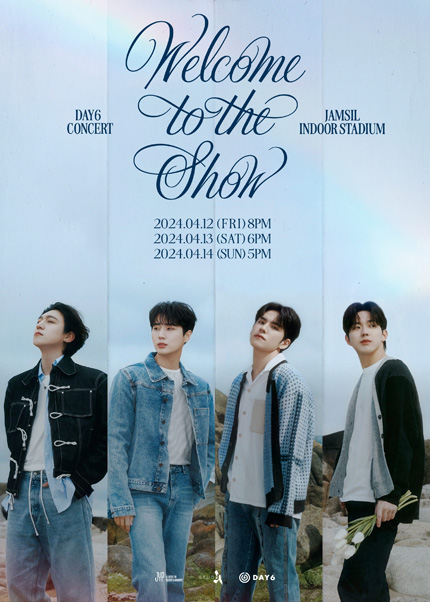 Welcome
to the
Show
DAY6
CONCERT
JAMSIL
INDOOR STADIUM
2024.04.12 (FRI) 8PM
2024.04.13 (SAT) 6PM
2024.04.14 (SUN) 5PM
DAY6